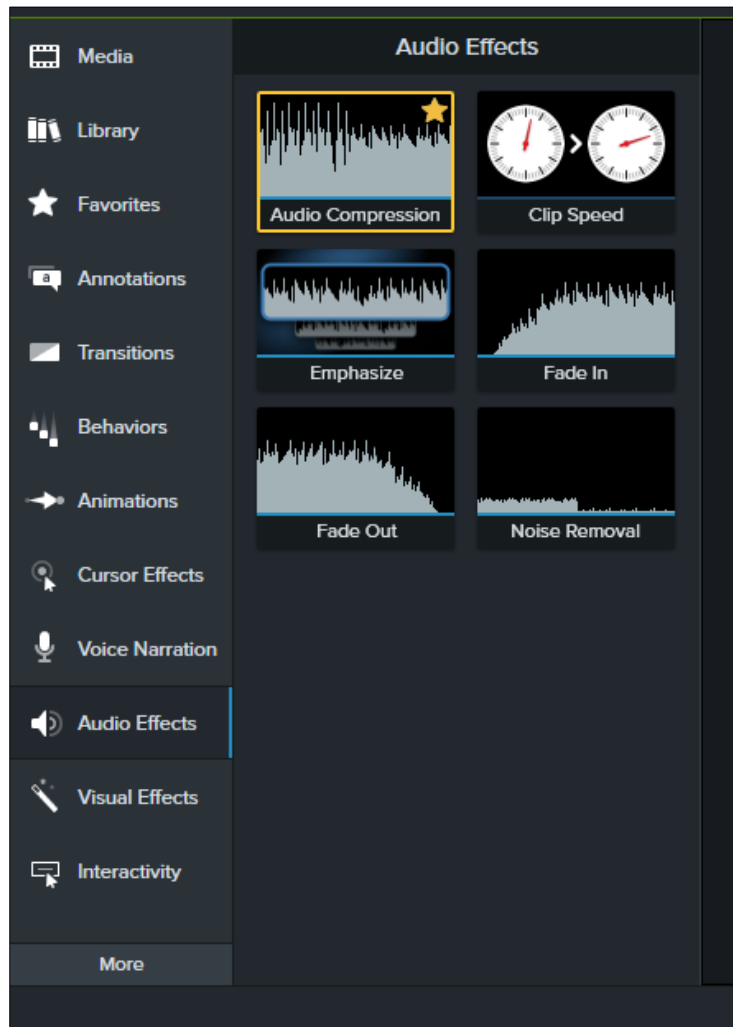 Media
Library
Favorites
a
Annotations
Transitions
Behaviors
Animations
Cursor Effects
Voice Narration
Audio Effects
Visual Effects
Interactivity
More
Audio Effects
Audio Compression
Clip Speed
Emphasize
Fade In
Fade Out
Noise Removal